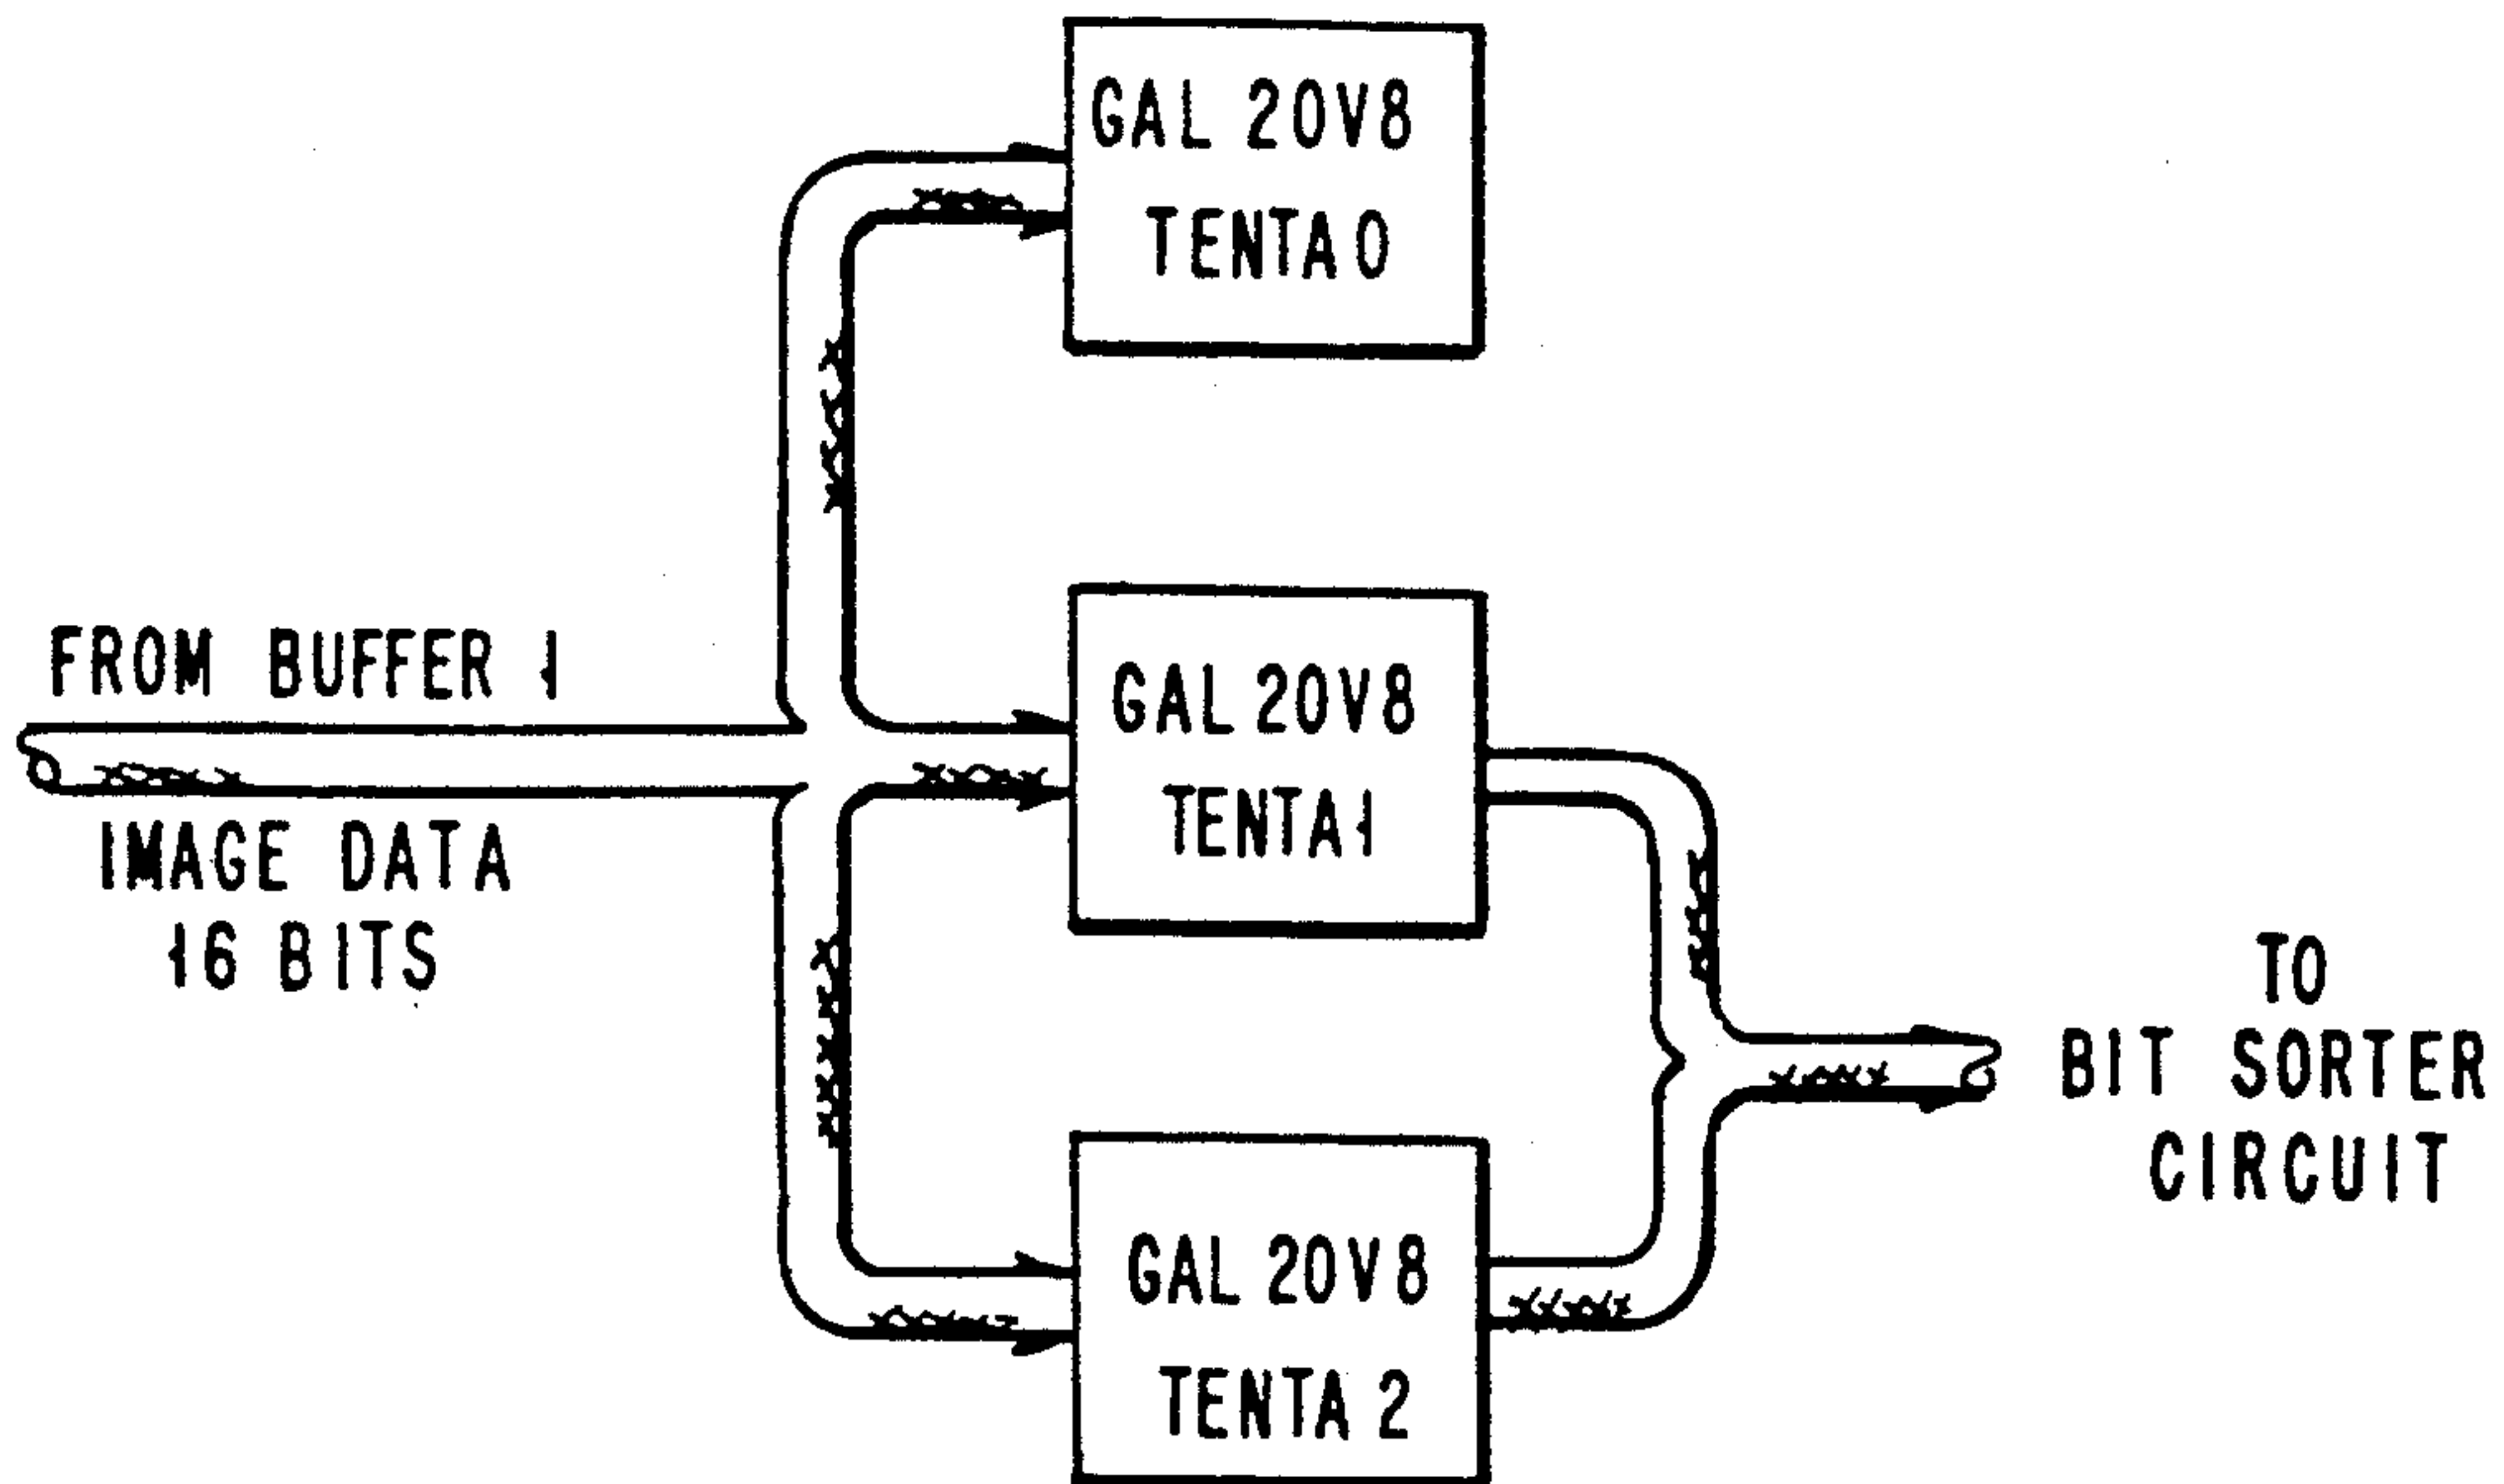 GAL 20V8
TENTA 0
FROM BUFFER 1
IMAGE DATA
16 BITS
GAL 20V8
TENTA 1
TO
BIT SORTER
CIRCUIT
GAL 20V8
TENTA 2